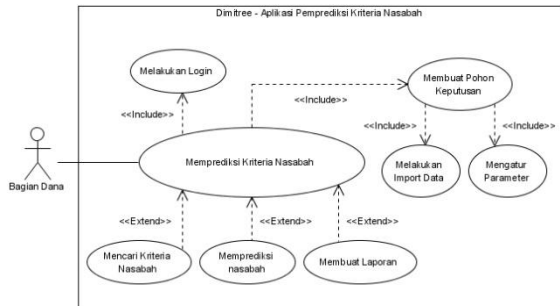 Dimitree - Aplikasi Pemprediksi Kriteria Nasabah
Melakukan Login
Membuat Pohon
Keputusan
<<Include>>
<<Include>>
<<Include>>
<<Include>>
Bagian Dana
Memprediksi Kriteria Nasabah
Melakukan
Import Data
Mengatur
Parameter
<<Extend>>
<<Extend>>
<<Extend>>
Mencari Kriteria
Nasabah
Memprediksi
nasabah
Membuat Laporan